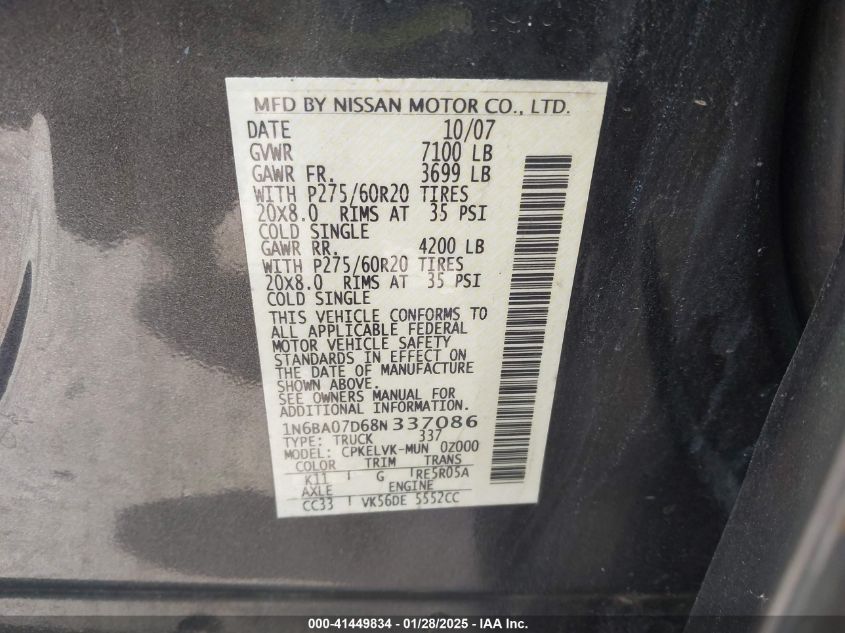 MFD BY NISSAN MOTOR CO., LTD.
DATE 10/07
GVWR 7100 LB
GAWR FR. 3699 LB
WITH P275/60R20 TIRES
20X8.0 RIMS AT 35 PSI
COLD SINGLE
GAWR RR. 4200 LB
WITH P275/60R20 TIRES
20X8.0 RIMS AT 35 PSI
COLD SINGLE
THIS VEHICLE CONFORMS TO
ALL APPLICABLE FEDERAL
MOTOR VEHICLE SAFETY
STANDARDS IN EFFECT ON
THE DATE OF MANUFACTURE
SHOWN ABOVE.
SEE OWNERS MANUAL FOR
ADDITIONAL INFORMATION.
1N6BA07D68N337086
TYPE: TRUCK 337
MODEL: CPKELVK-MUN 0Z000
COLOR TRIM TRANS
K11 G RE5R05A
AXLE ENGINE
CC33 VK56DE 5552CC
000-41449834 - 01/28/2025 - IAA Inc.